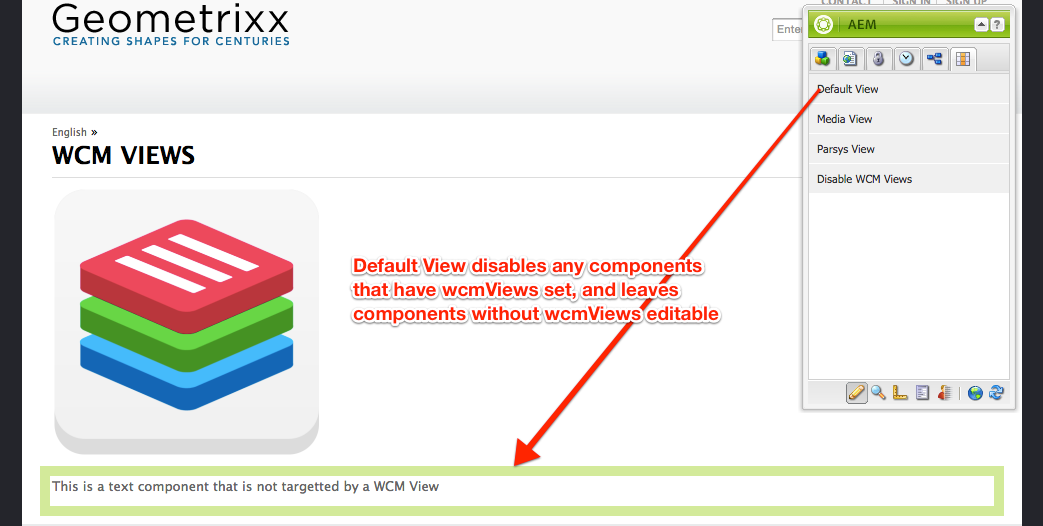 Geometrixx
CREATING SHAPES FOR CENTURIES
CONTACT SIGN IN SIGN UP
Enter
AEM
?
Default View
Media View
Parsys View
Disable WCM Views
English »
WCM VIEWS
Default View disables any components
that have wcmViews set, and leaves
components without wcmViews editable
This is a text component that is not targetted by a WCM View